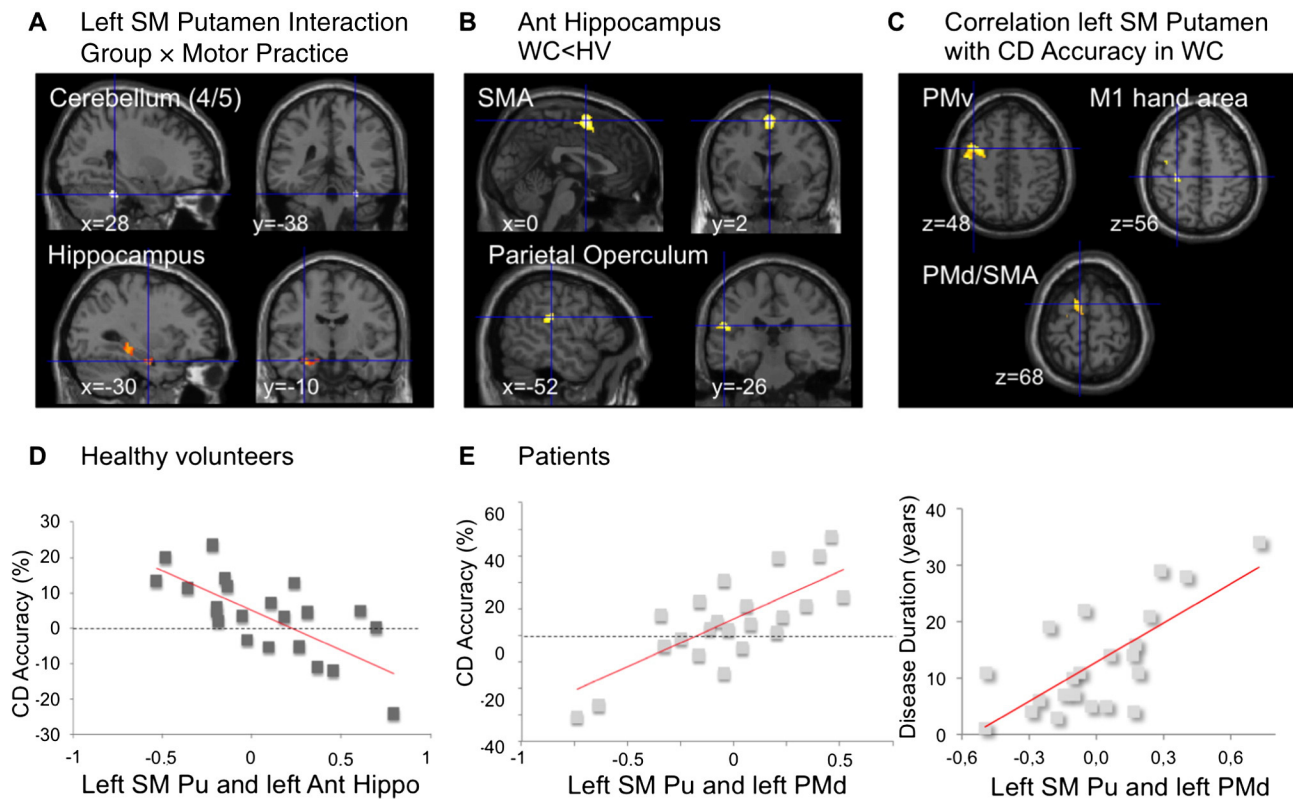 A Left SM Putamen Interaction
Group × Motor Practice
Cerebellum (4/5)
x=28
y=-38
Hippocampus
x=-30
y=-10
B Ant Hippocampus
WC<HV
SMA
x=0
y=2
Parietal Operculum
x=-52
y=-26
C Correlation left SM Putamen
with CD Accuracy in WC
PMv
M1 hand area
z=48
z=56
PMd/SMA
z=68
D Healthy volunteers
CD Accuracy (%)
30
20
10
0
-10
-20
-30
-1
-0.5
0
0.5
1
Left SM Pu and left Ant Hippo
E Patients
CD Accuracy (%)
60
40
20
0
-20
-40
-1
-0.5
0
0.5
Left SM Pu and left PMd
Disease Duration (years)
40
30
20
10
0
-0,6
-0,3
0,0
0,3
0,6
Left SM Pu and left PMd